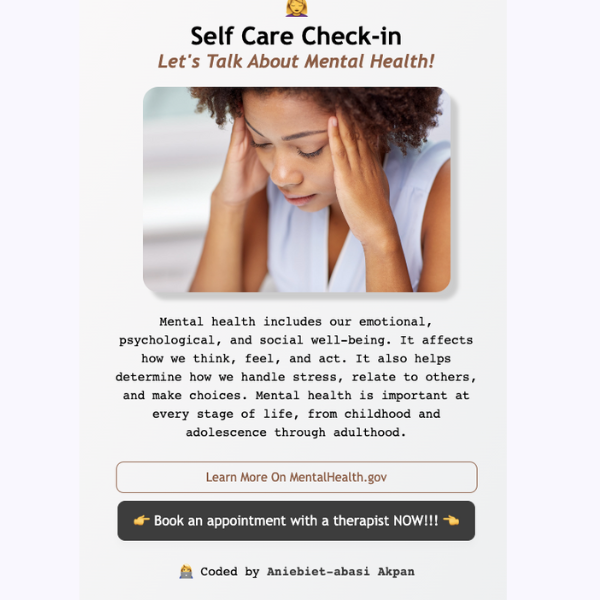 Self Care Check-in
Let's Talk About Mental Health!
Mental health includes our emotional,
psychological, and social well-being. It affects
how we think, feel, and act. It also helps
determine how we handle stress, relate to others,
and make choices. Mental health is important at
every stage of life, from childhood and
adolescence through adulthood.
Learn More On MentalHealth.gov
👉 Book an appointment with a therapist NOW!!! 👈
👩‍💻 Coded by Aniebiet-abasi Akpan